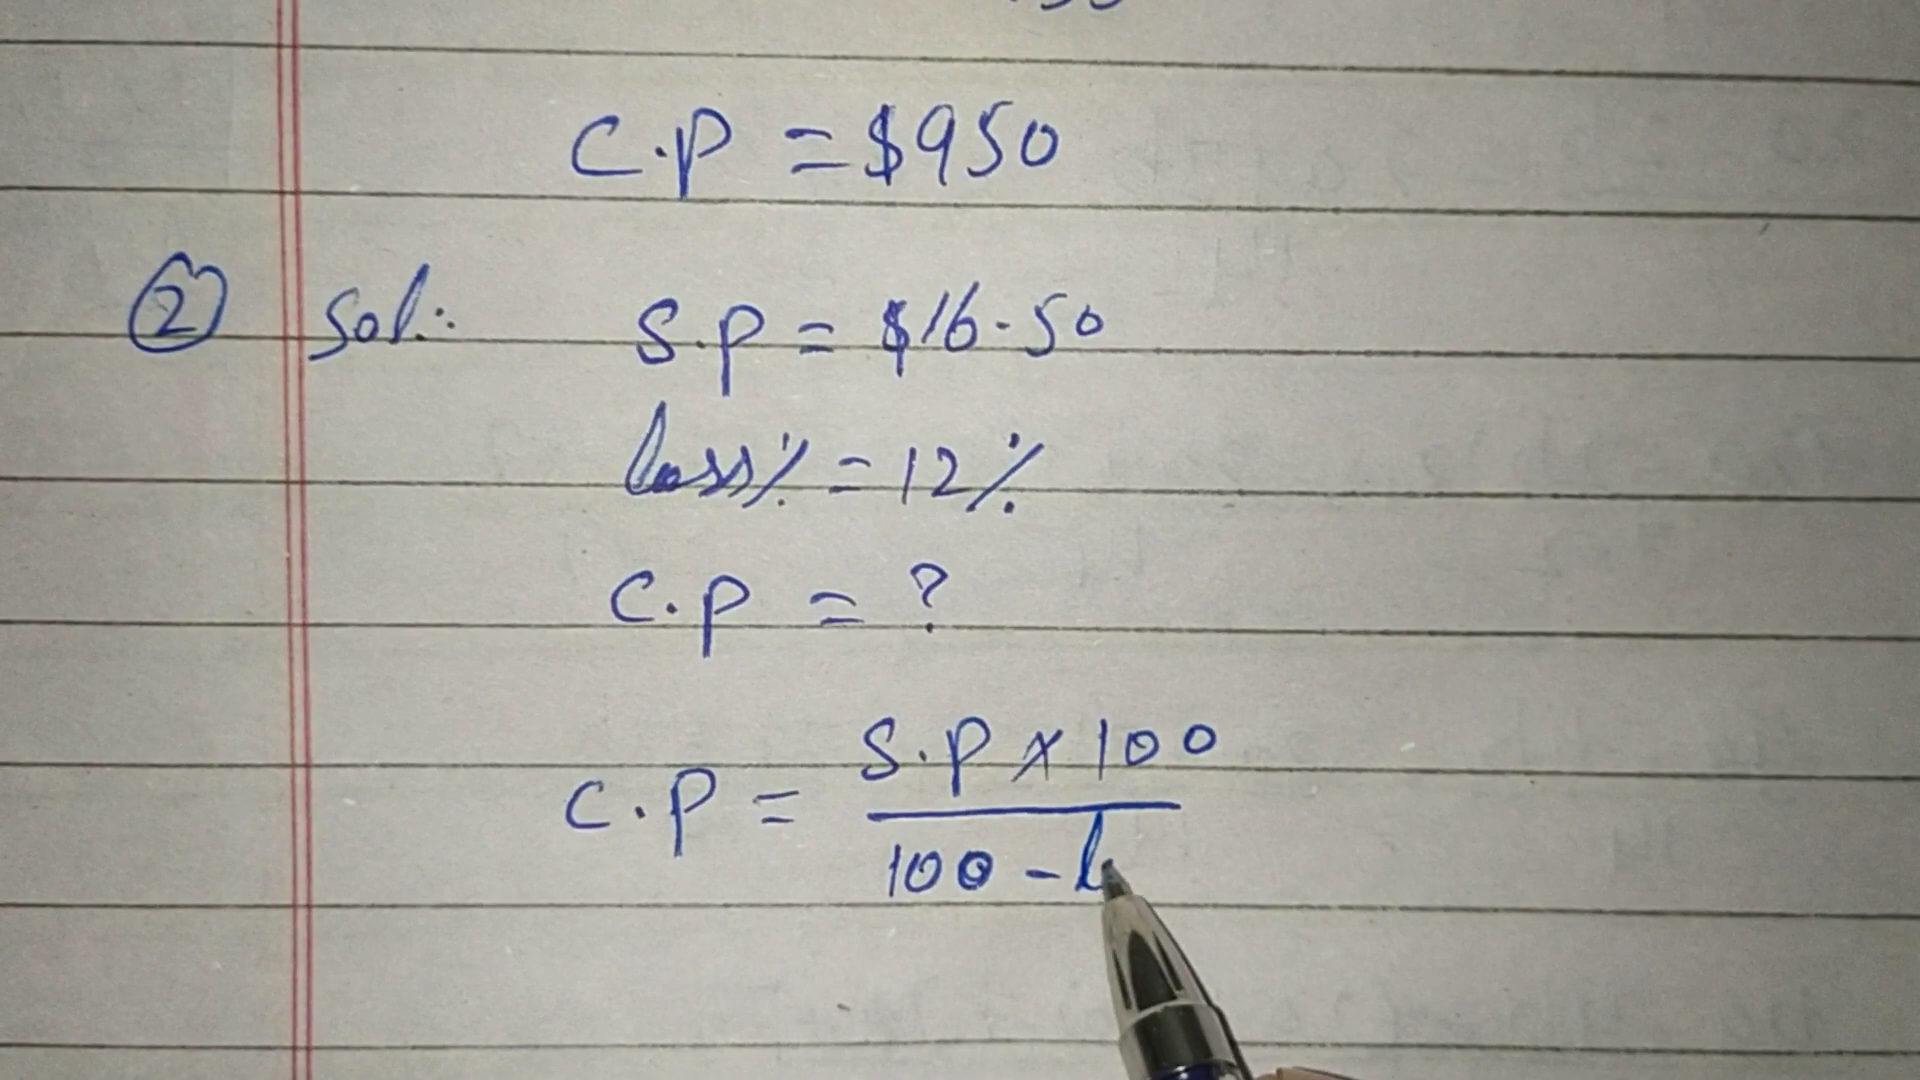 C.P = $950
② Sol:. S.P = $16.50
loss% = 12%
C.P = ?
C.P = S.P x 100
100 - l